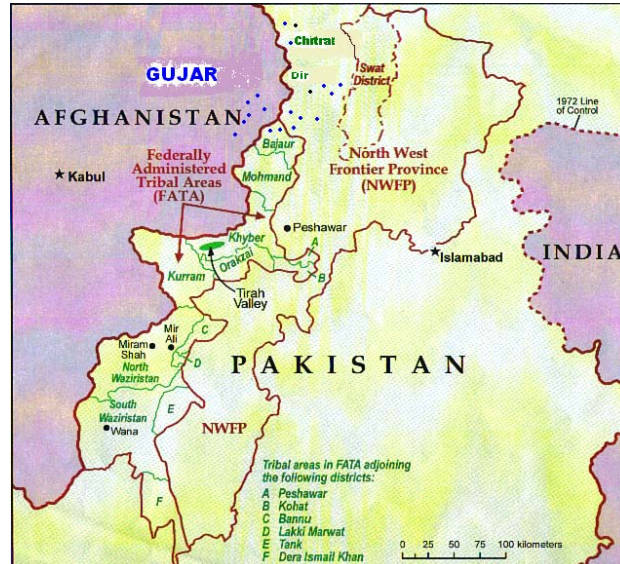 Chitral
GUJAR
Dir
Swat
District
AFGHANISTAN
1972 Line
of Control
Bajaur
Federally
Administered
Tribal Areas
(FATA)
North West
Frontier Province
(NWFP)
Mohmand
Kabul
Peshawar
Khyber
A
INDIA
Islamabad
Orakzai
Kurram
B
Tirah
Valley
Mir
Ali
C
Miram
Shah
PAKISTAN
D
North
Waziristan
South
Waziristan
E
NWFP
Wana
Tribal areas in FATA adjoining
the following districts:
F
A Peshawar
B Kohat
C Bannu
D Lakki Marwat
E Tank
F Dera Ismail Khan
0 25 50 75 100 kilometers